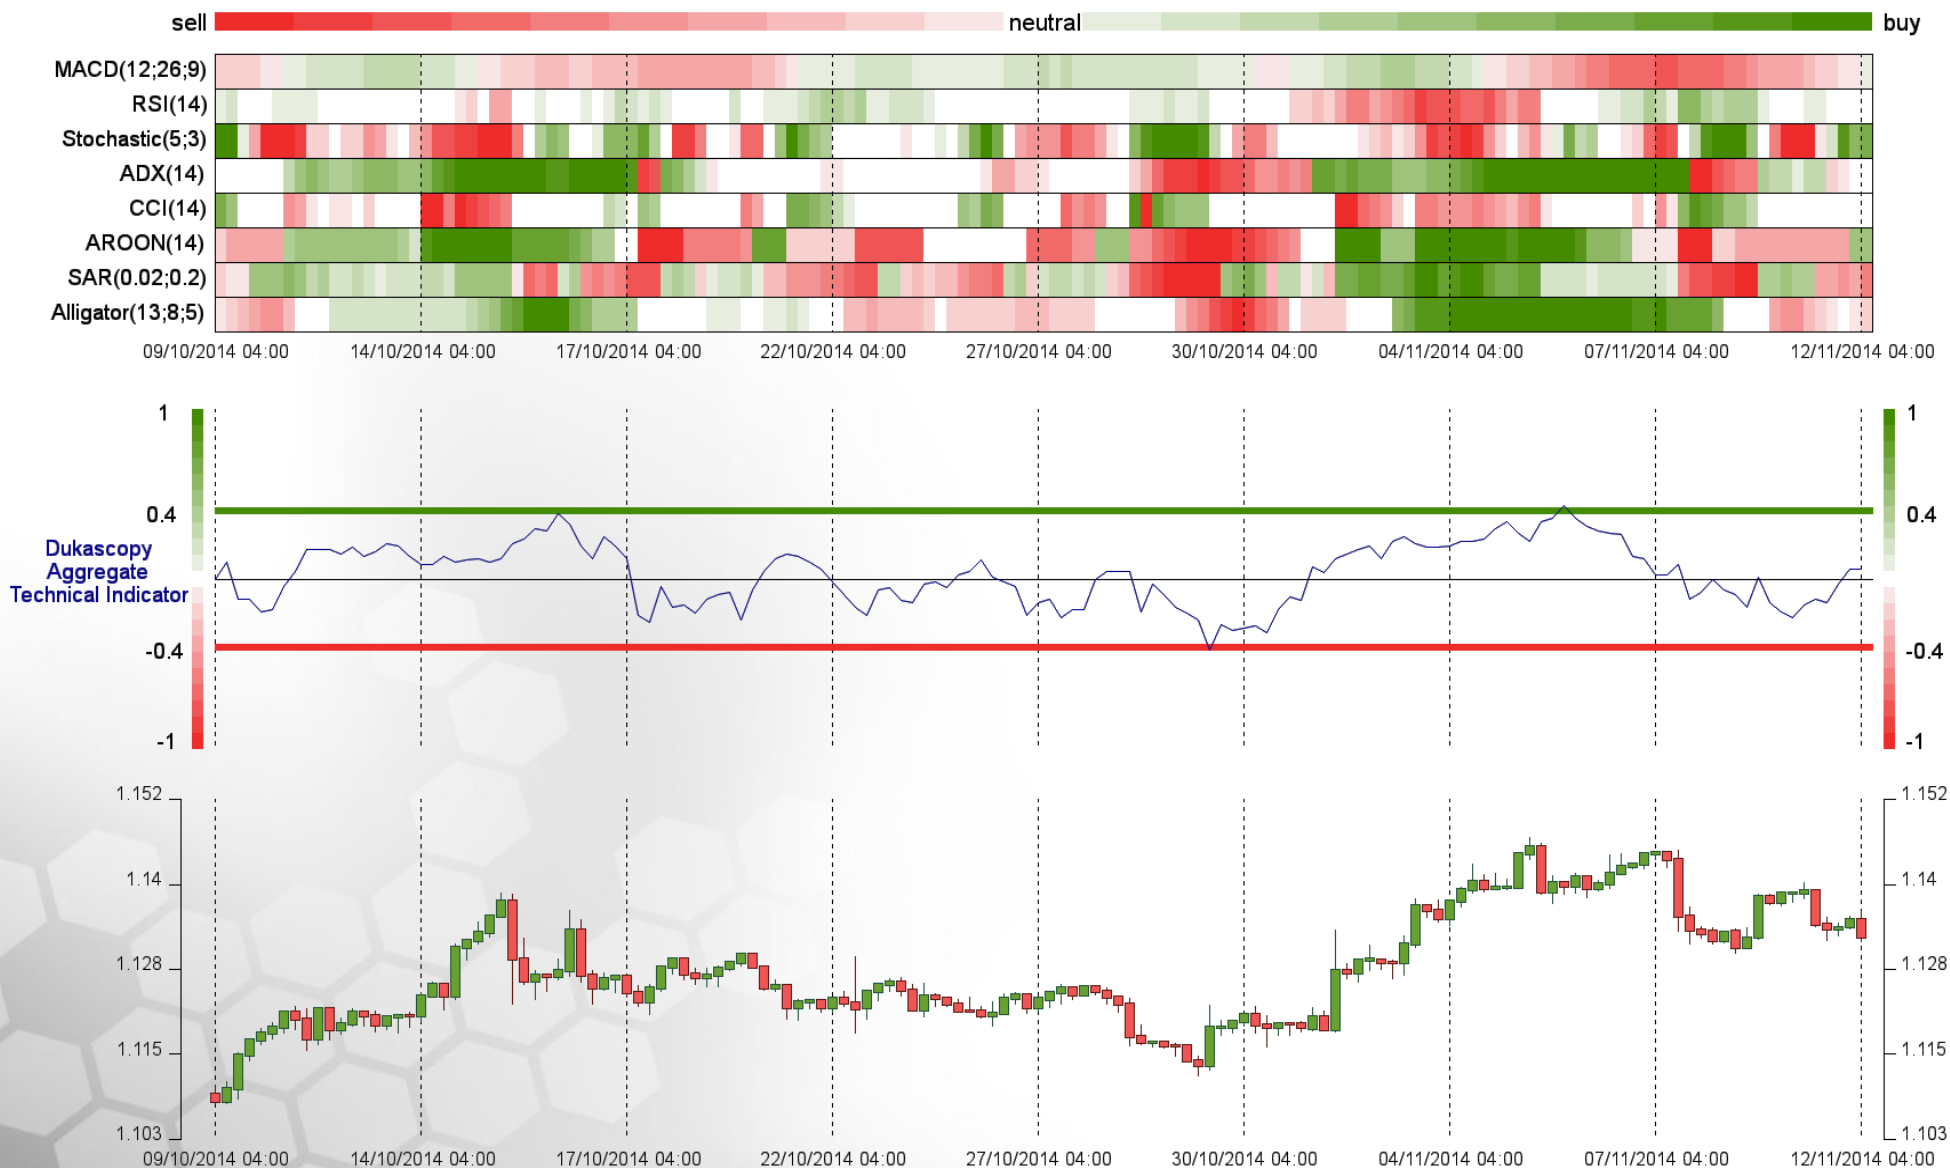 sell neutral buy
MACD(12;26;9)
RSI(14)
Stochastic(5;3)
ADX(14)
CCI(14)
AROON(14)
SAR(0.02;0.2)
Alligator(13;8;5)
09/10/2014 04:00 14/10/2014 04:00 17/10/2014 04:00 22/10/2014 04:00 27/10/2014 04:00 30/10/2014 04:00 04/11/2014 04:00 07/11/2014 04:00 12/11/2014 04:00
1 1
0.4 0.4
Dukascopy
Aggregate
Technical Indicator
-0.4 -0.4
-1 -1
1.152 1.152
1.14 1.14
1.128 1.128
1.115 1.115
1.103 1.103
09/10/2014 04:00 14/10/2014 04:00 17/10/2014 04:00 22/10/2014 04:00 27/10/2014 04:00 30/10/2014 04:00 04/11/2014 04:00 07/11/2014 04:00 12/11/2014 04:00